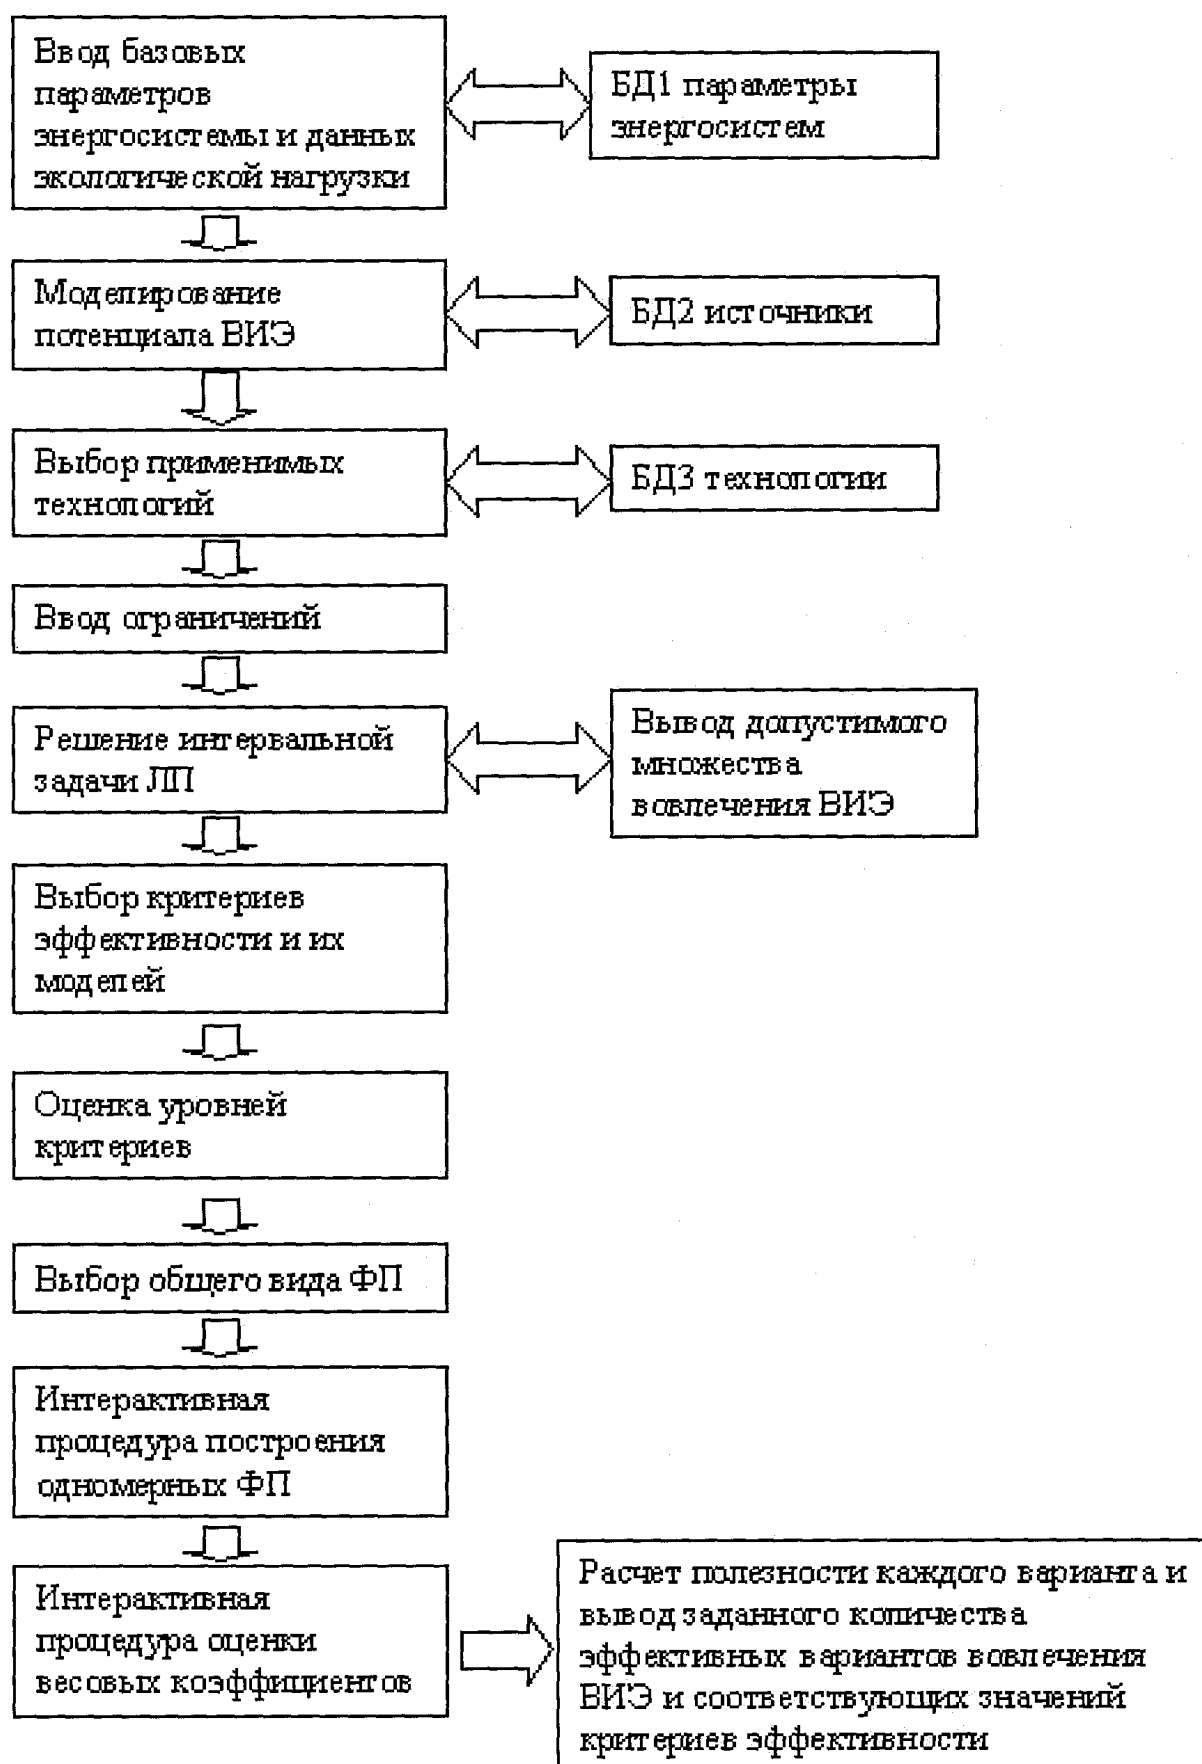 Ввод базовых
параметров
энергосистемы и данных
экологической нагрузки
БД1 параметры
энергосистем
Моделирование
потенциала ВИЭ
БД2 источники
Выбор применимых
технологий
БД3 технологии
Ввод ограничений
Решение интервальной
задачи ЛП
Вывод допустимого
множества
вовлечения ВИЭ
Выбор критериев
эффективности и их
моделей
Оценка уровней
критериев
Выбор общего вида ФП
Интерактивная
процедура построения
одномерных ФП
Интерактивная
процедура оценки
весовых коэффициентов
Расчет полезности каждого варианта и
вывод заданного количества
эффективных вариантов вовлечения
ВИЭ и соответствующих значений
критериев эффективности